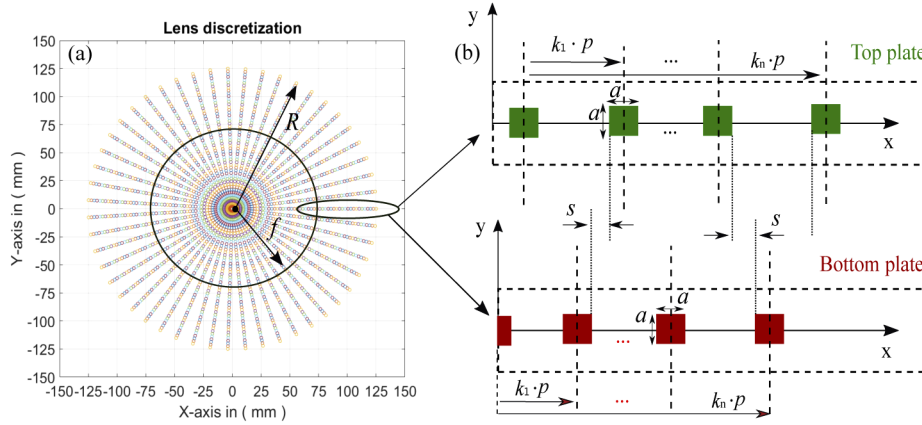 Lens discretization
(a)
150
125
100
75
50
25
0
-25
-50
-75
-100
-125
-150
Y-axis in ( mm )
-150 -125 -100 -75 -50 -25 0 25 50 75 100 125 150
X-axis in ( mm )
R
f
(b)
y
k₁·p
...
kₙ·p
Top plate
a
a
...
x
s
s
y
Bottom plate
a
a
...
x
k₁·p
...
kₙ·p